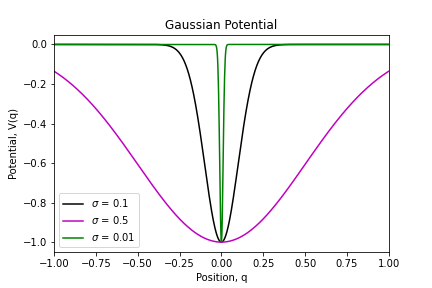 Gaussian Potential
Potential, V(q)
0.0
−0.2
−0.4
−0.6
−0.8
−1.0
σ = 0.1
σ = 0.5
σ = 0.01
−1.00 −0.75 −0.50 −0.25 0.00 0.25 0.50 0.75 1.00
Position, q